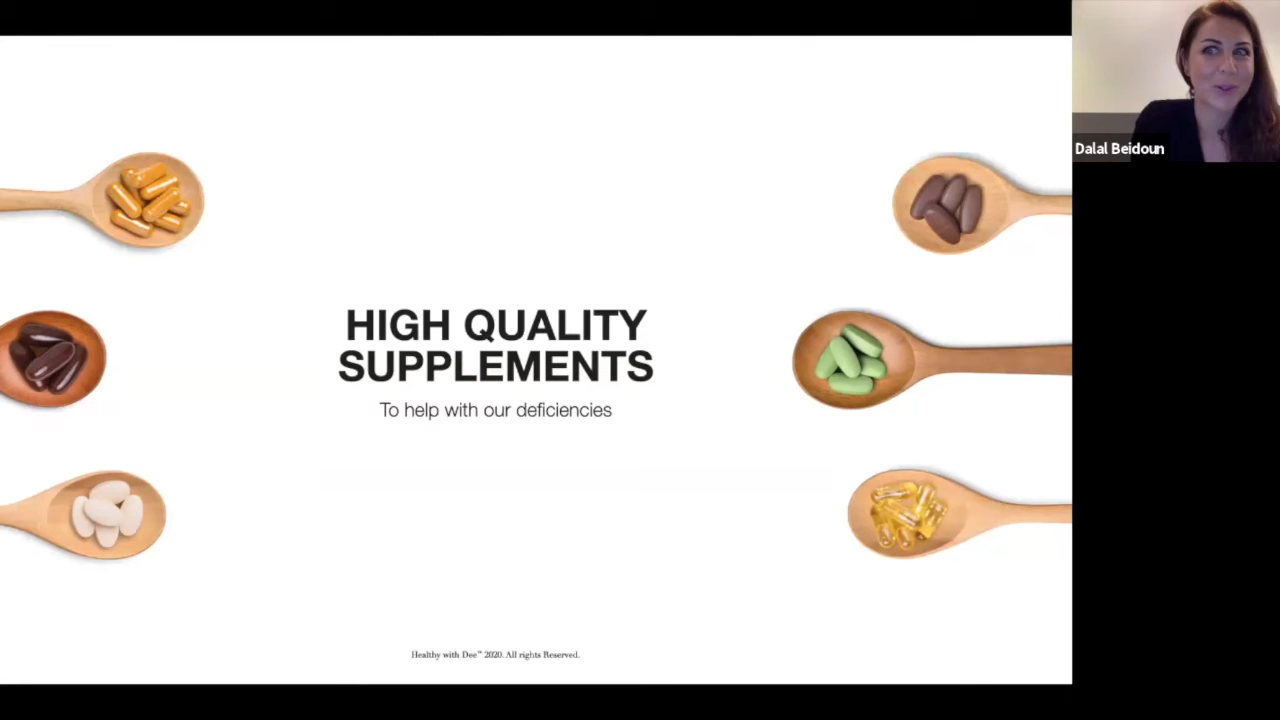 HIGH QUALITY
SUPPLEMENTS
To help with our deficiencies
Healthy with Dee™ 2020. All rights Reserved.
Dalal Beidoun